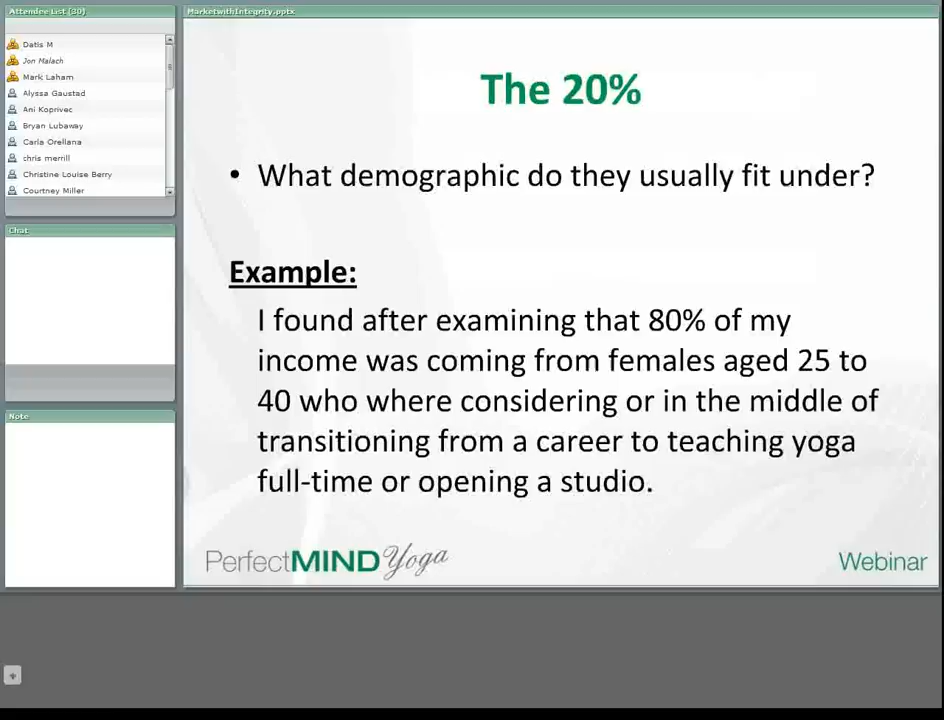 Attendee List (30)
Datis M
Jon Malach
Mark Laham
Alyssa Gaustad
Ani Koprivec
Bryan Lubaway
Carla Orellana
chris merrill
Christine Louise Berry
Courtney Miller
Chat
Note
MarketwithIntegrity.pptx
The 20%
• What demographic do they usually fit under?
Example:
I found after examining that 80% of my
income was coming from females aged 25 to
40 who where considering or in the middle of
transitioning from a career to teaching yoga
full-time or opening a studio.
PerfectMIND Yoga
Webinar